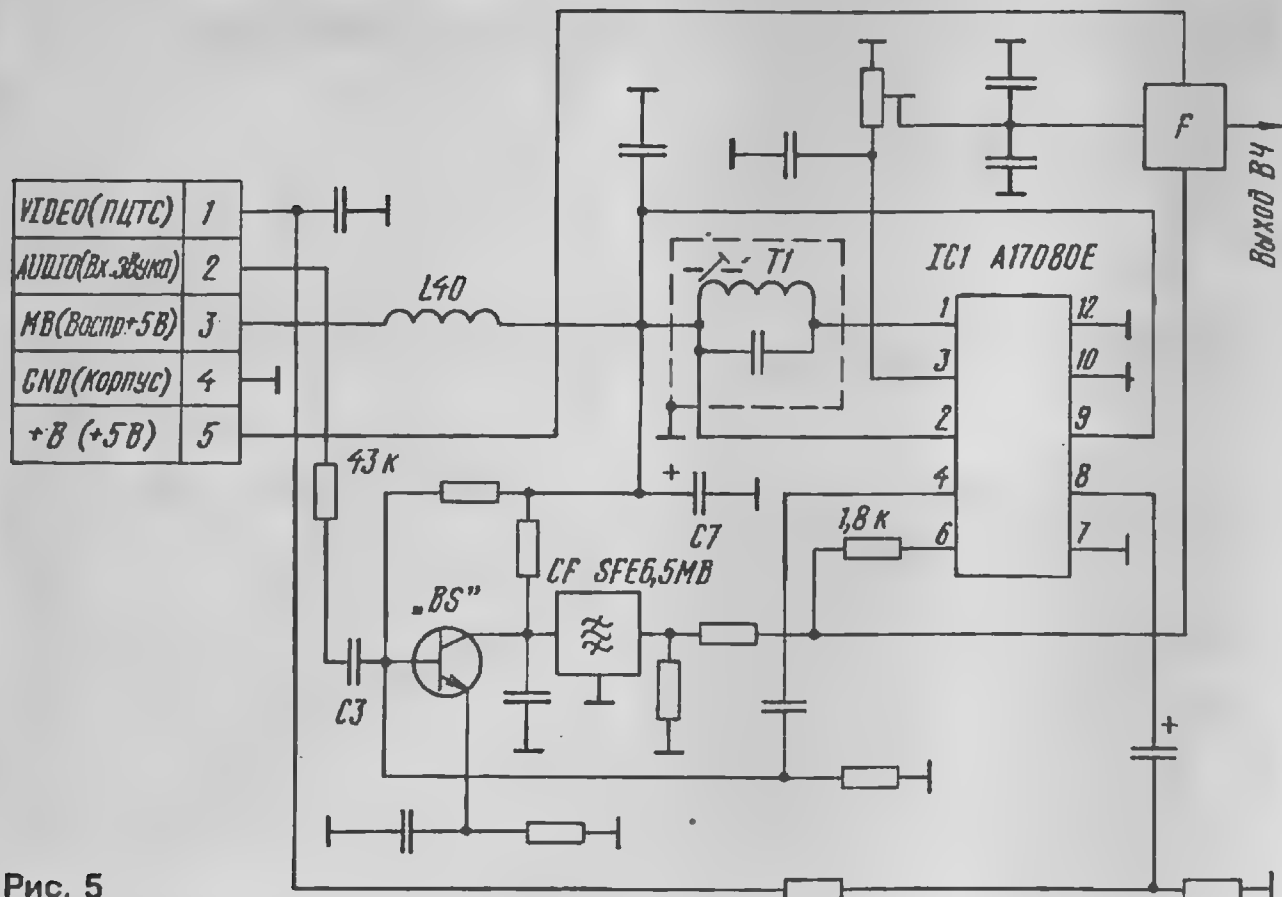 VIDEO(ПЦТС) 1
AUDIO(Вх.звука) 2
МВ(Воспр+5В) 3
GND(Корпус) 4
+В (+5В) 5
L40
T1
IC1 A17080E
F
Выход ВЧ
1
3
2
4
6
12
10
9
8
7
43 к
+
C7
1,8 к
CF SFE6,5MB
„BS”
C3
+
Рис. 5